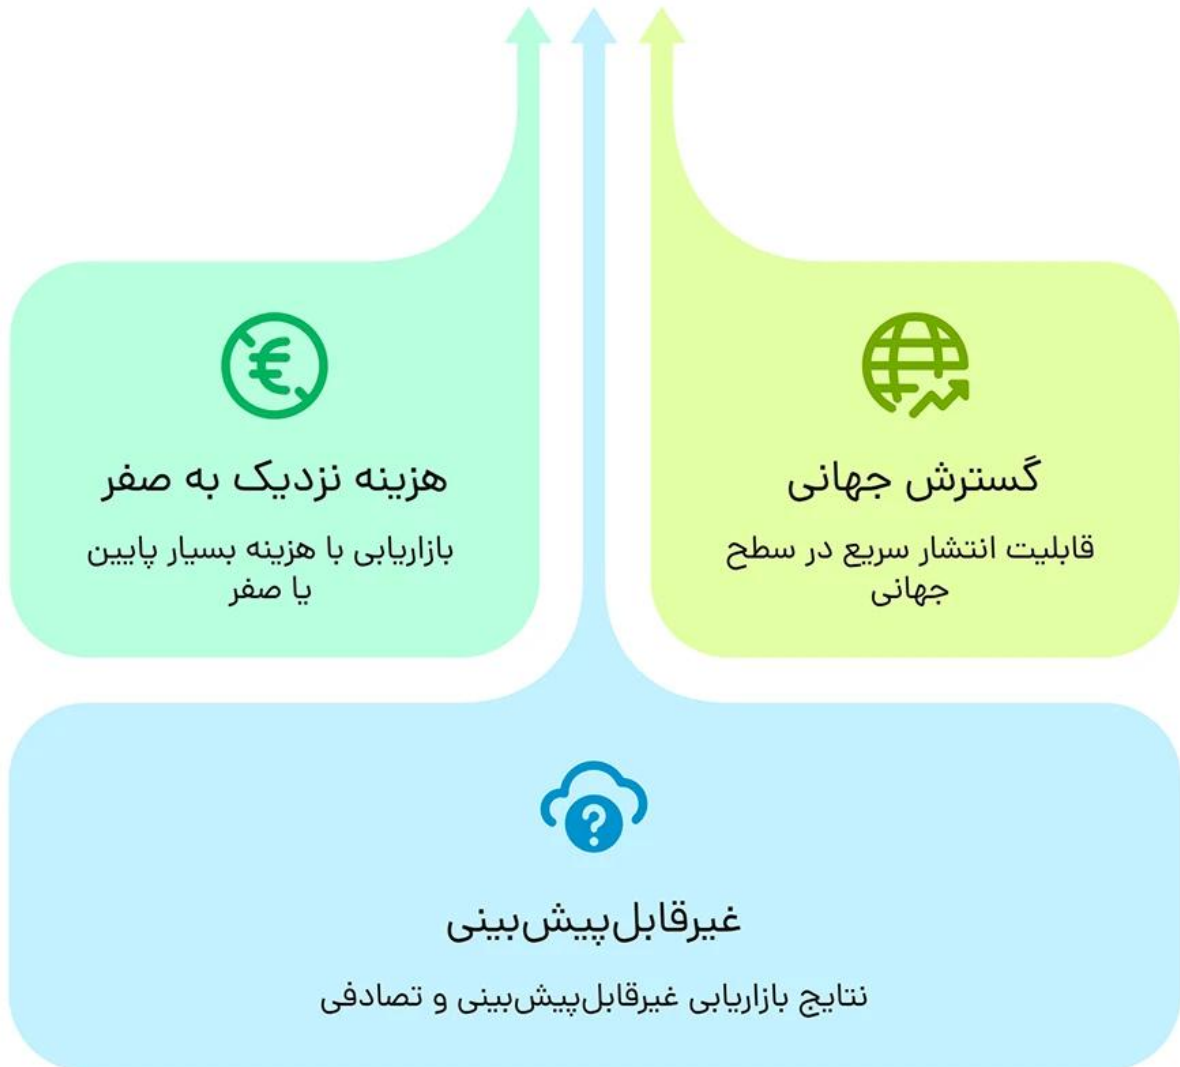 گسترش جهانی
قابلیت انتشار سریع در سطح
جهانی
هزینه نزدیک به صفر
بازاریابی با هزینه بسیار پایین
یا صفر
غیرقابل‌پیش‌بینی
نتایج بازاریابی غیرقابل‌پیش‌بینی و تصادفی